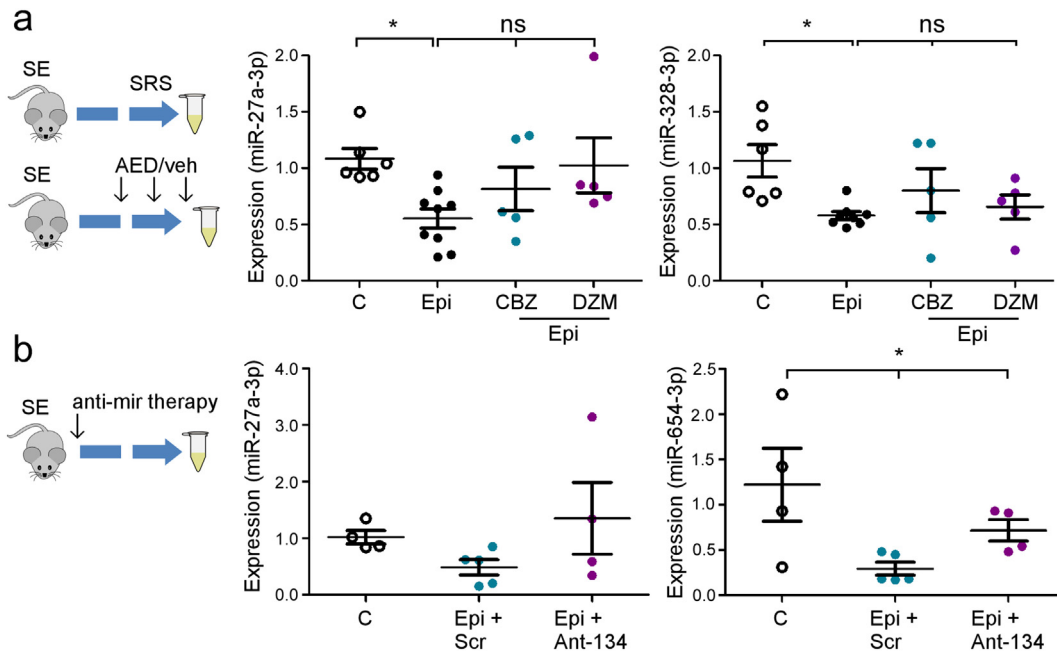 a
SE
SRS
SE
AED/veh
* ns
Expression (miR-27a-3p)
2.0
1.5
1.0
0.5
0.0
C Epi CBZ DZM
Epi
* ns
Expression (miR-328-3p)
2.0
1.5
1.0
0.5
0.0
C Epi CBZ DZM
Epi
b
SE
anti-mir therapy
Expression (miR-27a-3p)
4.0
3.0
2.0
1.0
0.0
C Epi + Epi +
Scr Ant-134
*
Expression (miR-654-3p)
2.5
2.0
1.5
1.0
0.5
0.0
C Epi + Epi +
Scr Ant-134